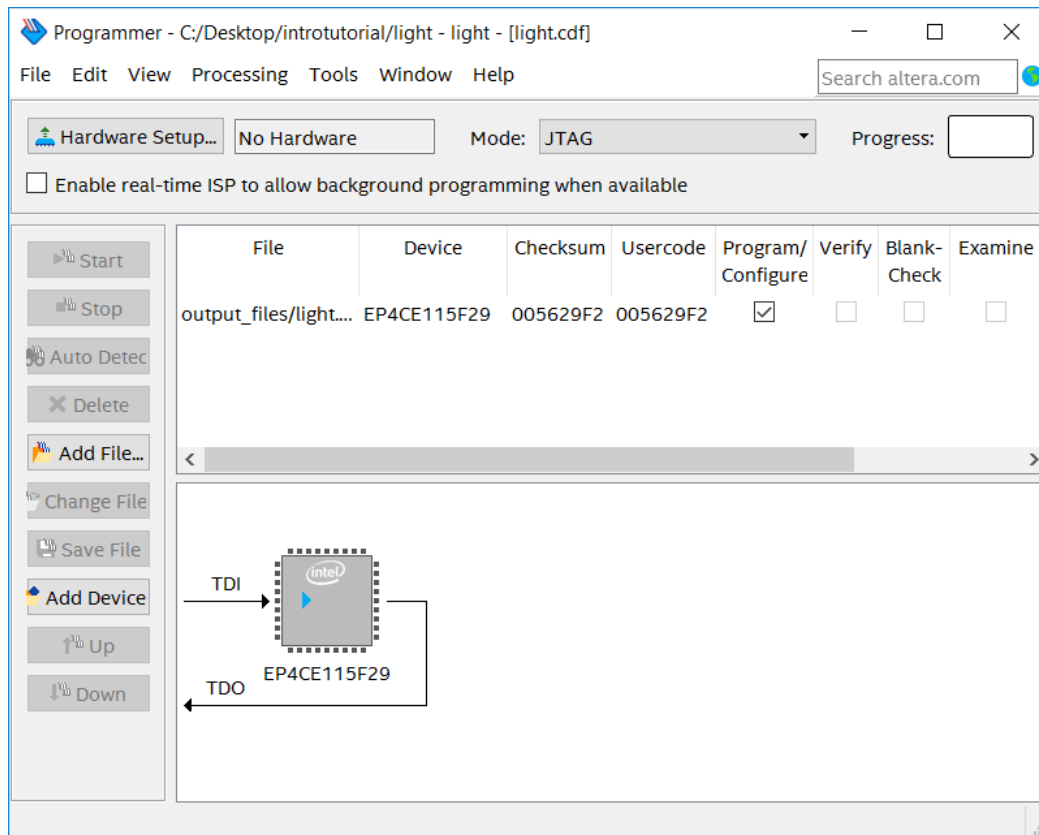 Programmer - C:/Desktop/introtutorial/light - light - [light.cdf]
File Edit View Processing Tools Window Help
Search altera.com
Hardware Setup... No Hardware Mode: JTAG Progress:
Enable real-time ISP to allow background programming when available
Start
Stop
Auto Detec
Delete
Add File...
Change File
Save File
Add Device
Up
Down
File Device Checksum Usercode Program/ Verify Blank- Examine
Configure Check
output_files/light.... EP4CE115F29 005629F2 005629F2
intel
TDI
EP4CE115F29
TDO